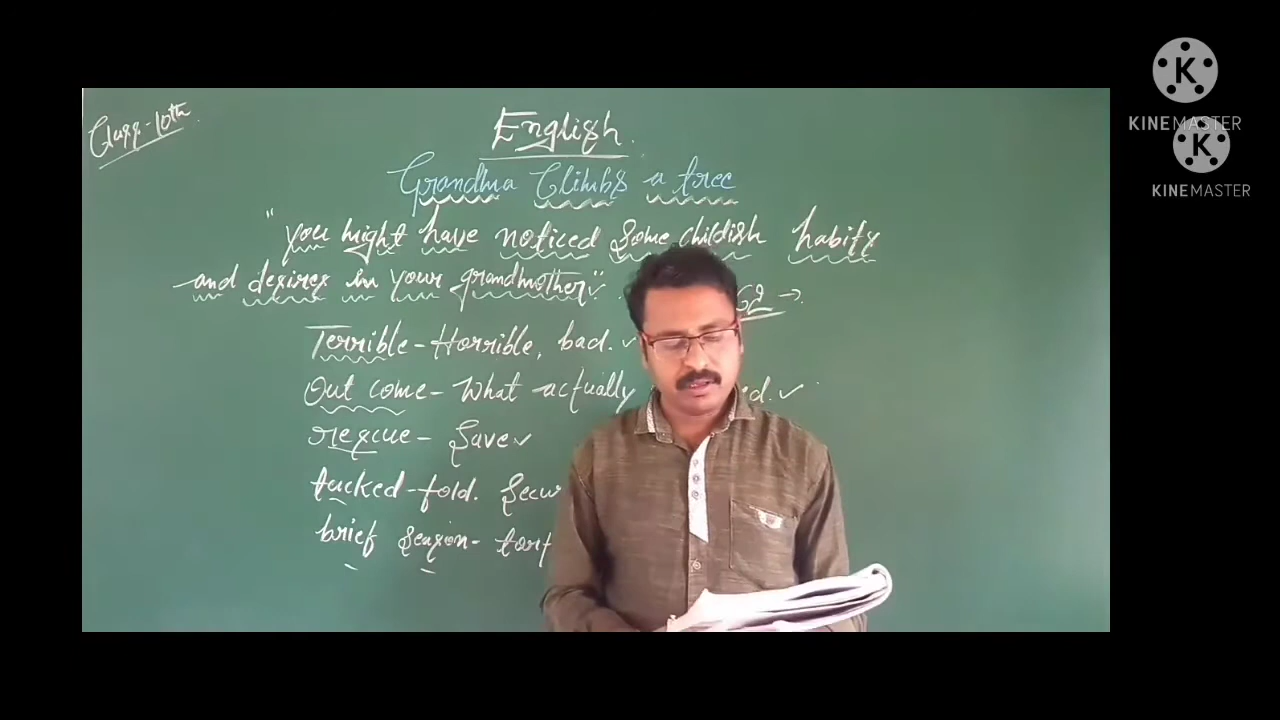 Class-10th
English.
Grandma Climbs a tree
"you might have noticed some childish habits
and desires in your grandmother"
Terrible-Horrible, bad.
Out come-What actually
rescue-Save
tucked-fold.
brief season-
K
KINEMASTER
K
KINEMASTER